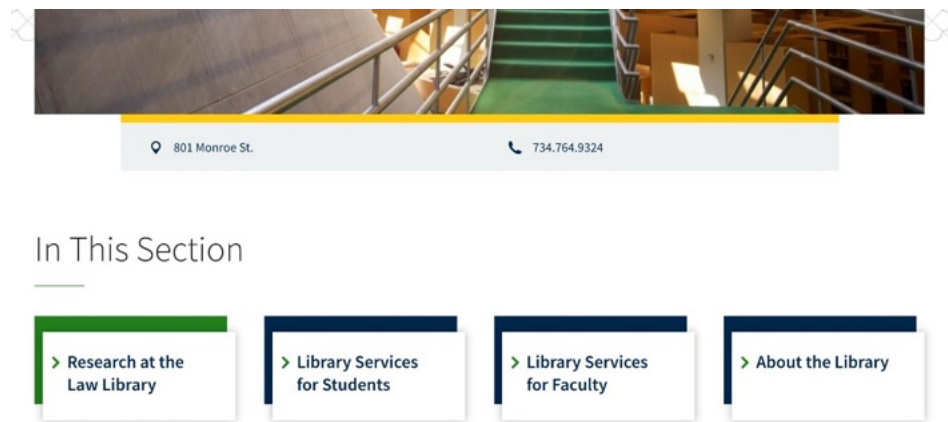 801 Monroe St.
734.764.9324
In This Section
Research at the
Law Library
Library Services
for Students
Library Services
for Faculty
About the Library